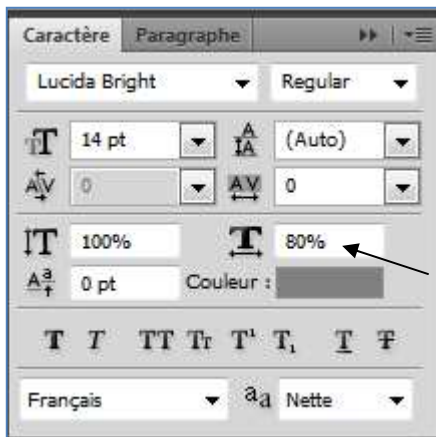 Caractère Paragraphe
Lucida Bright Regular
14 pt (Auto)
0 0
100% 80%
0 pt Couleur :
T T TT Tr T¹ T₁ T T
Français aa Nette